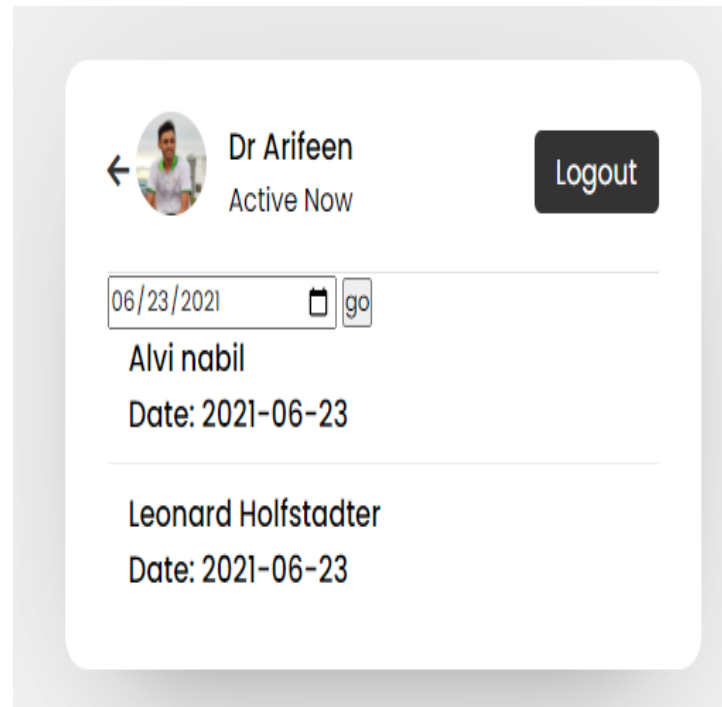 Dr Arifeen
Active Now
Logout
06/23/2021
go
Alvi nabil
Date: 2021-06-23
Leonard Holfstadter
Date: 2021-06-23